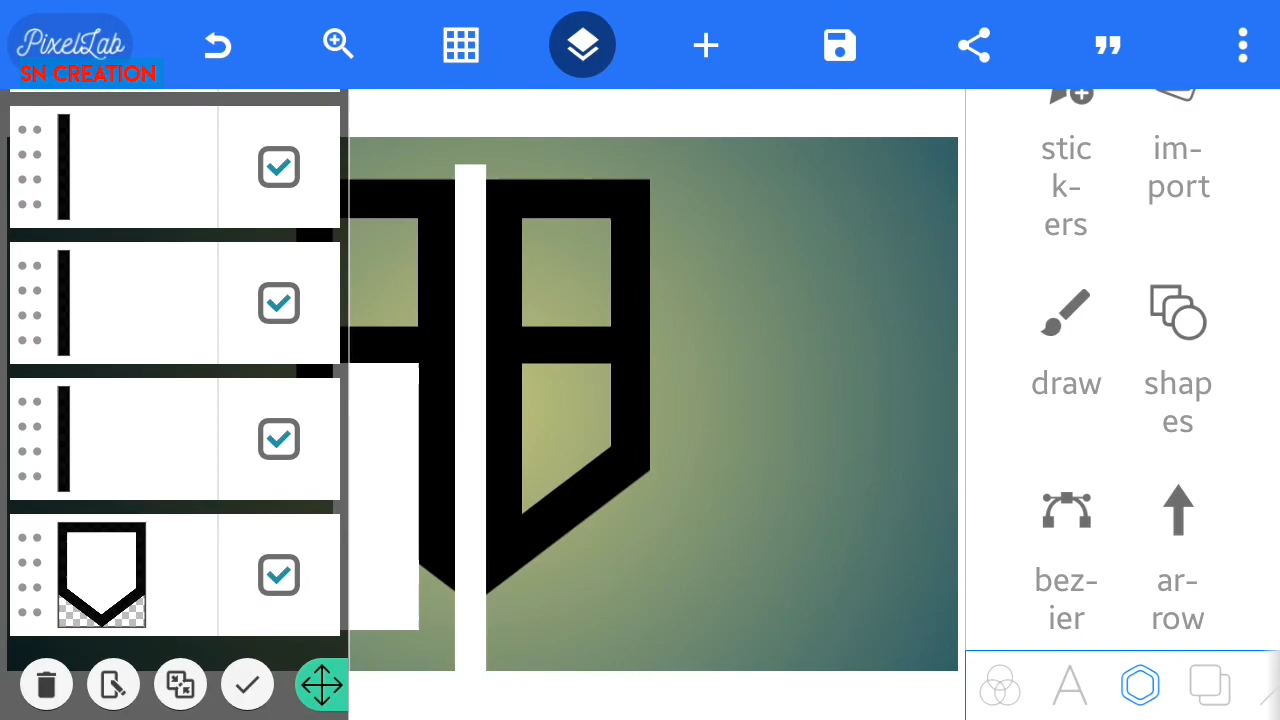 PixelLab
SN CREATION
stic
k-
ers
im-
port
draw
shap
es
bez-
ier
ar-
row